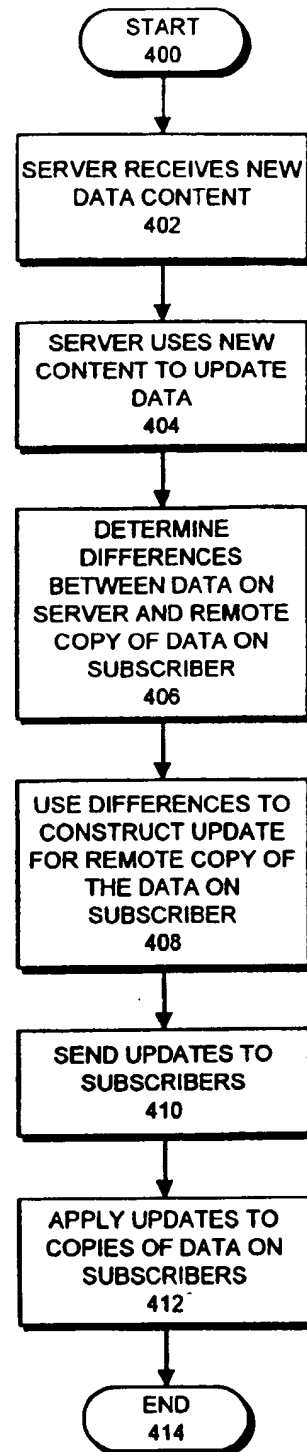 START
400
SERVER RECEIVES NEW
DATA CONTENT
402
SERVER USES NEW
CONTENT TO UPDATE
DATA
404
DETERMINE
DIFFERENCES
BETWEEN DATA ON
SERVER AND REMOTE
COPY OF DATA ON
SUBSCRIBER
406
USE DIFFERENCES TO
CONSTRUCT UPDATE
FOR REMOTE COPY OF
THE DATA ON
SUBSCRIBER
408
SEND UPDATES TO
SUBSCRIBERS
410
APPLY UPDATES TO
COPIES OF DATA ON
SUBSCRIBERS
412
END
414